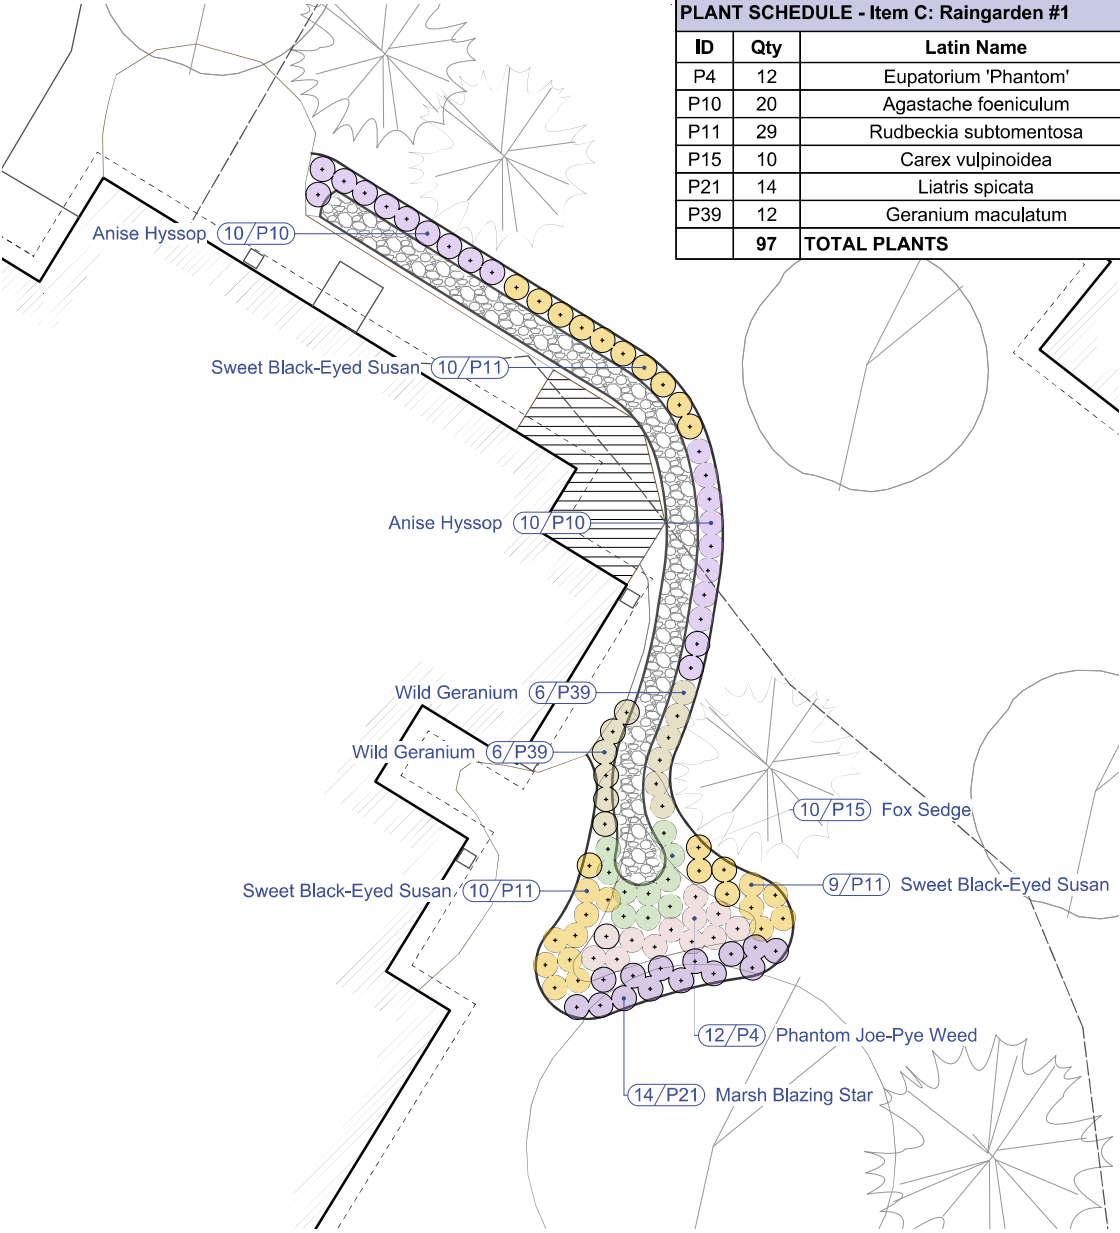 PLANT SCHEDULE - Item C: Raingarden #1
ID Qty Latin Name
P4 12 Eupatorium 'Phantom'
P10 20 Agastache foeniculum
P11 29 Rudbeckia subtomentosa
P15 10 Carex vulpinoidea
P21 14 Liatris spicata
P39 12 Geranium maculatum
97 TOTAL PLANTS
Anise Hyssop 10/P10
Sweet Black-Eyed Susan 10/P11
Anise Hyssop 10/P10
Wild Geranium 6/P39
Wild Geranium 6/P39
10/P15 Fox Sedge
Sweet Black-Eyed Susan 10/P11
9/P11 Sweet Black-Eyed Susan
12/P4 Phantom Joe-Pye Weed
14/P21 Marsh Blazing Star